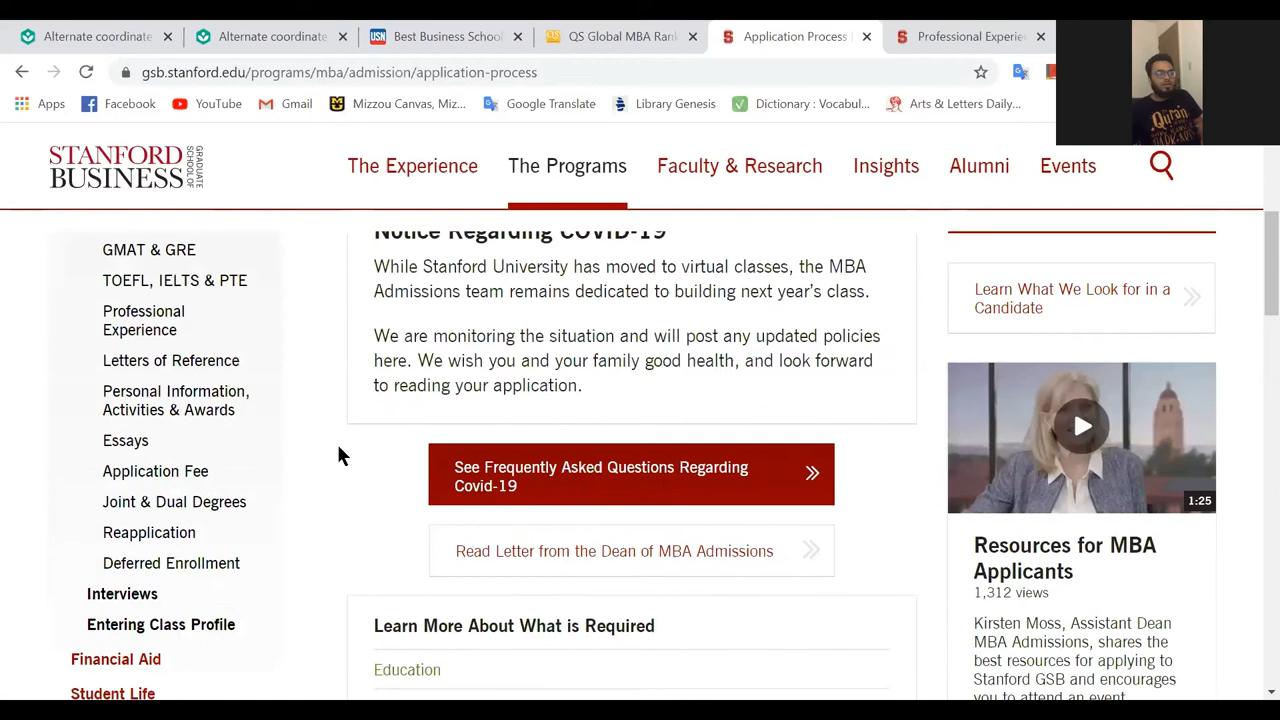 Alternate coordinate
Alternate coordinate
USN Best Business School
QS Global MBA Rank
S Application Process
S Professional Experie
gsb.stanford.edu/programs/mba/admission/application-process
Apps
Facebook
YouTube
Gmail
Mizzou Canvas, Miz...
Google Translate
Library Genesis
Dictionary : Vocabul...
Arts & Letters Daily...
Quran
STANFORD
BUSINESS
GRADUATE
SCHOOL OF
The Experience
The Programs
Faculty & Research
Insights
Alumni
Events
GMAT & GRE
TOEFL, IELTS & PTE
Professional
Experience
Letters of Reference
Personal Information,
Activities & Awards
Essays
Application Fee
Joint & Dual Degrees
Reapplication
Deferred Enrollment
Interviews
Entering Class Profile
Financial Aid
Student Life
Notice Regarding COVID-19
While Stanford University has moved to virtual classes, the MBA
Admissions team remains dedicated to building next year's class.
We are monitoring the situation and will post any updated policies
here. We wish you and your family good health, and look forward
to reading your application.
See Frequently Asked Questions Regarding
Covid-19
Read Letter from the Dean of MBA Admissions
Learn More About What is Required
Education
Learn What We Look for in a
Candidate
1:25
Resources for MBA
Applicants
1,312 views
Kirsten Moss, Assistant Dean
MBA Admissions, shares the
best resources for applying to
Stanford GSB and encourages
you to attend an event